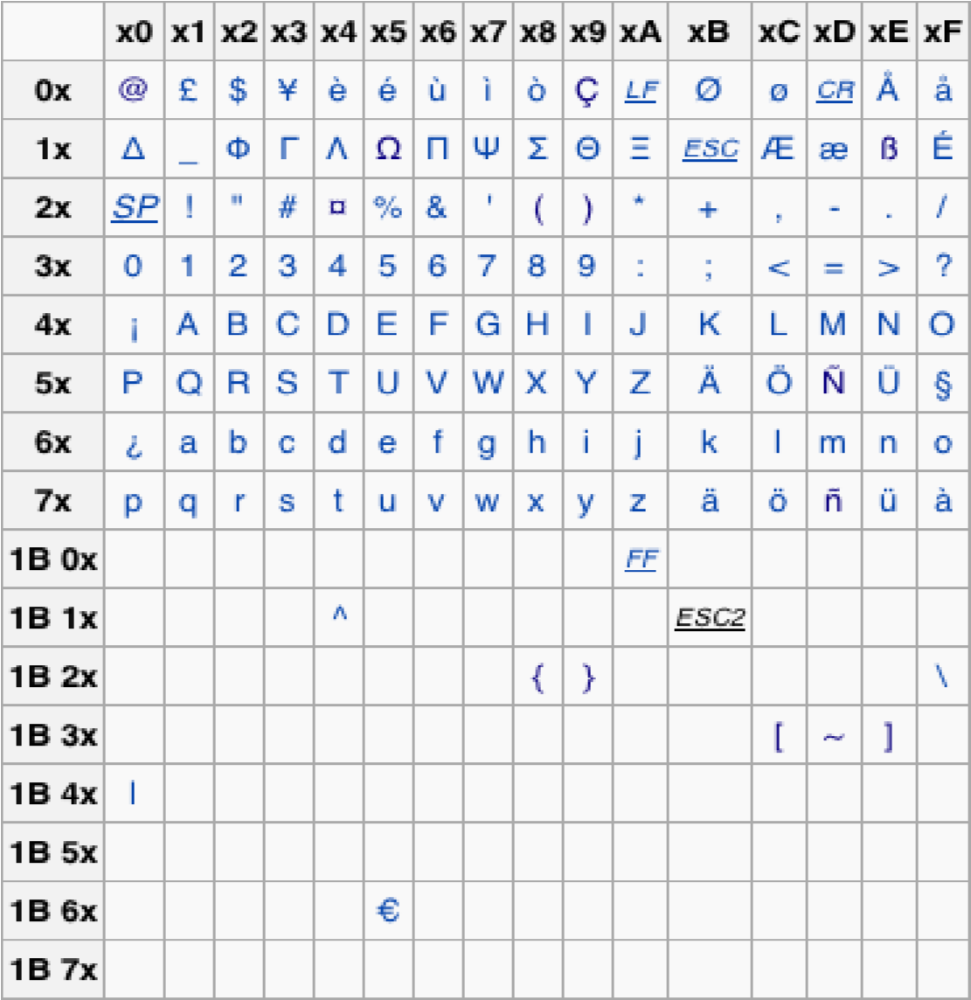 x0 x1 x2 x3 x4 x5 x6 x7 x8 x9 xA xB xC xD xE xF
0x @ £ $ ¥ è é ù ì ò Ç LF Ø ø CR Å å
1x Δ _ Φ Γ Λ Ω Π Ψ Σ Θ Ξ ESC Æ æ ß É
2x SP ! " # ¤ % & ' ( ) * + , - . /
3x 0 1 2 3 4 5 6 7 8 9 : ; < = > ?
4x ¡ A B C D E F G H I J K L M N O
5x P Q R S T U V W X Y Z Ä Ö Ñ Ü §
6x ¿ a b c d e f g h i j k l m n o
7x p q r s t u v w x y z ä ö ñ ü à
1B 0x FF
1B 1x ^ ESC2
1B 2x { } \
1B 3x [ ~ ]
1B 4x |
1B 5x
1B 6x €
1B 7x